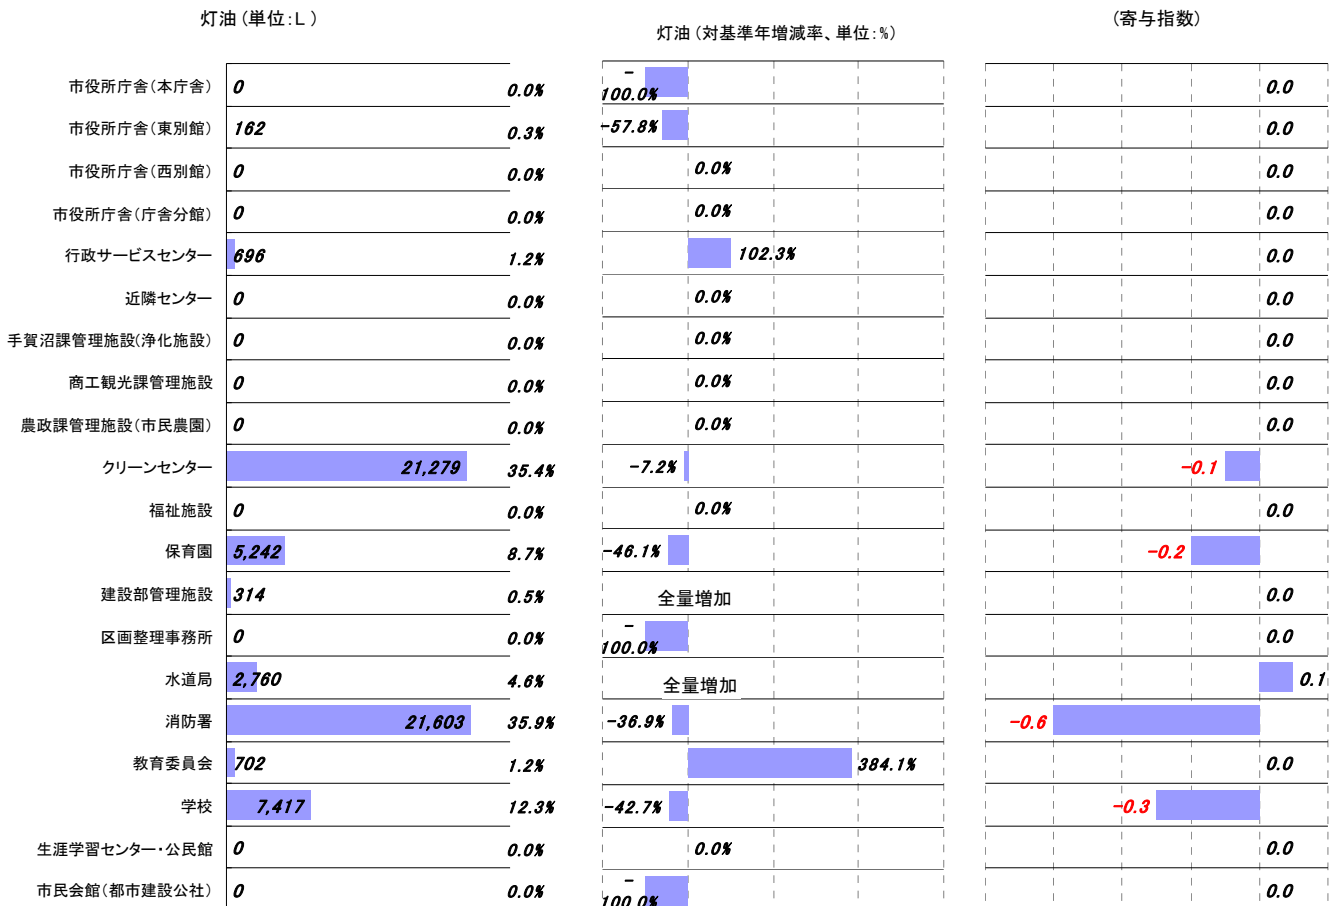 灯油(単位:L)
灯油(対基準年増減率、単位:%)
(寄与指数)
市役所庁舎(本庁舎) 0 0.0% -100.0% 0.0
市役所庁舎(東別館) 162 0.3% -57.8% 0.0
市役所庁舎(西別館) 0 0.0% 0.0% 0.0
市役所庁舎(庁舎分館) 0 0.0% 0.0% 0.0
行政サービスセンター 696 1.2% 102.3% 0.0
近隣センター 0 0.0% 0.0% 0.0
手賀沼課管理施設(浄化施設) 0 0.0% 0.0% 0.0
商工観光課管理施設 0 0.0% 0.0% 0.0
農政課管理施設(市民農園) 0 0.0% 0.0% 0.0
クリーンセンター 21,279 35.4% -7.2% -0.1
福祉施設 0 0.0% 0.0% 0.0
保育園 5,242 8.7% -46.1% -0.2
建設部管理施設 314 0.5% 全量増加 0.0
区画整理事務所 0 0.0% -100.0% 0.0
水道局 2,760 4.6% 全量増加 0.1
消防署 21,603 35.9% -36.9% -0.6
教育委員会 702 1.2% 384.1% 0.0
学校 7,417 12.3% -42.7% -0.3
生涯学習センター・公民館 0 0.0% 0.0% 0.0
市民会館(都市建設公社) 0 0.0% -100.0% 0.0